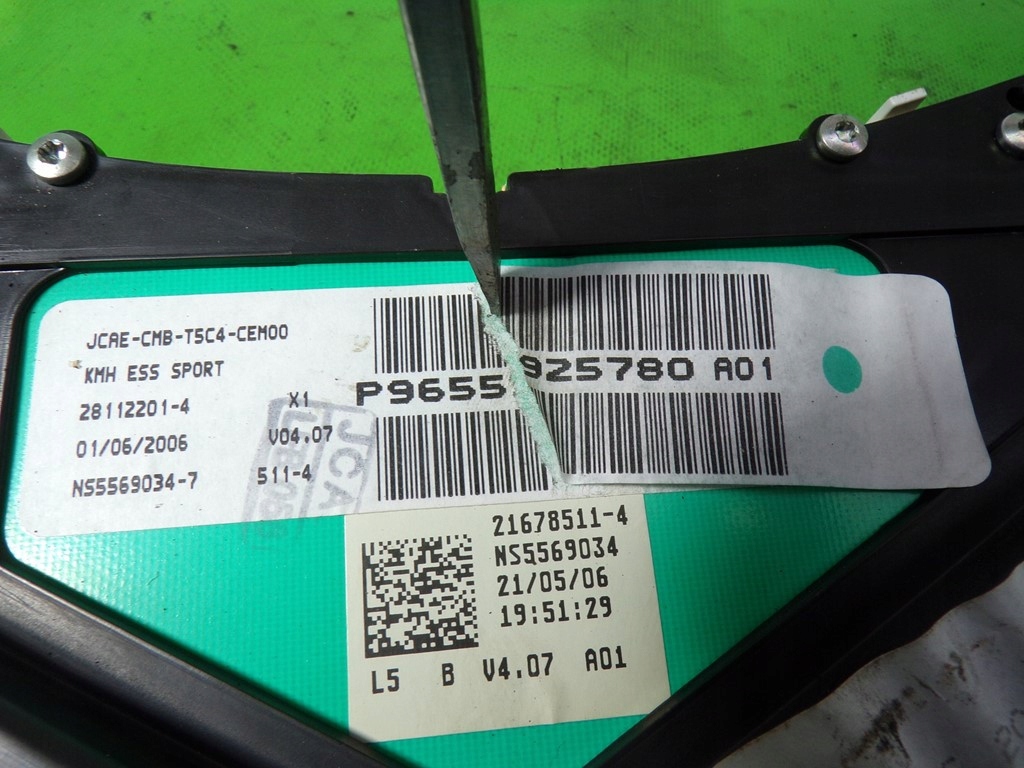 JCAE-CMB-T5C4-CEM00
KMH ESS SPORT
28112201-4 X1
01/06/2006 V04.07
NS5569034-7 511-4
JCA
P9655 925780 A01
21678511-4
NS5569034
21/05/06
19:51:29
L5 B V4.07 A01